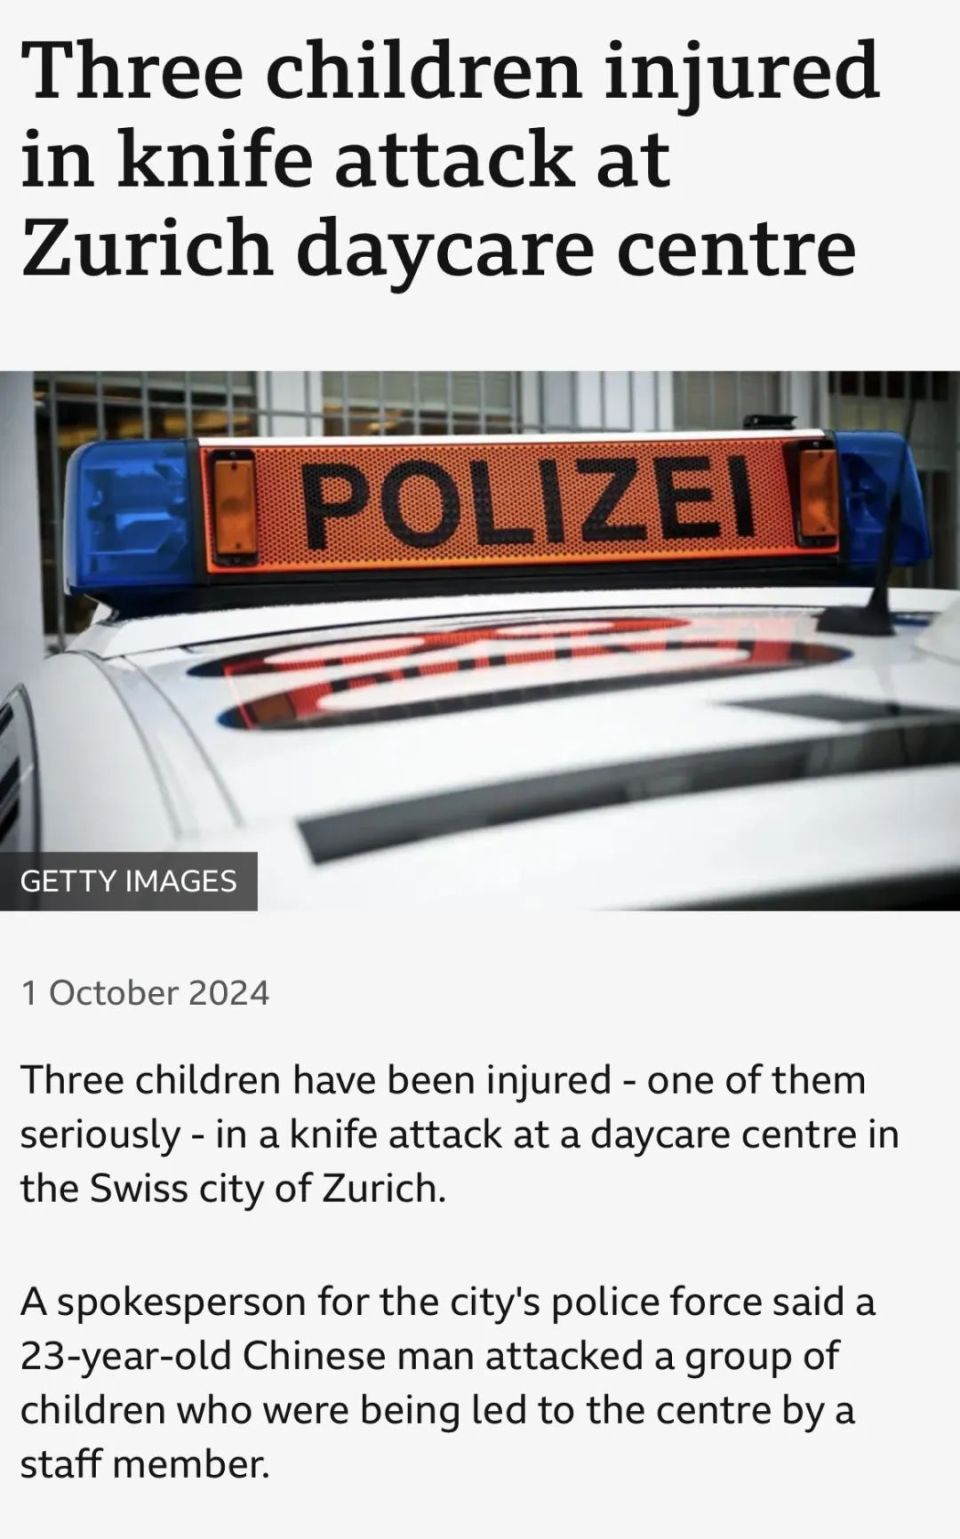 Three children injured
in knife attack at
Zurich daycare centre
POLIZEI
GETTY IMAGES
1 October 2024
Three children have been injured - one of them
seriously - in a knife attack at a daycare centre in
the Swiss city of Zurich.
A spokesperson for the city's police force said a
23-year-old Chinese man attacked a group of
children who were being led to the centre by a
staff member.